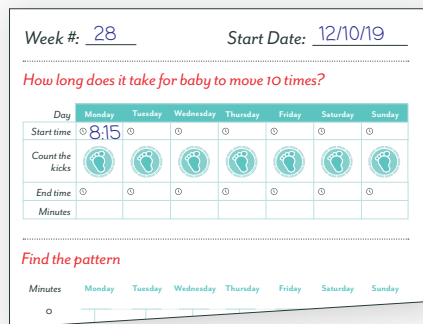 Week #: 28 Start Date: 12/10/19
How long does it take for baby to move 10 times?
Day Monday Tuesday Wednesday Thursday Friday Saturday Sunday
Start time 8:15
Count the
kicks
End time
Minutes
Find the pattern
Minutes Monday Tuesday Wednesday Thursday Friday Saturday Sunday
0